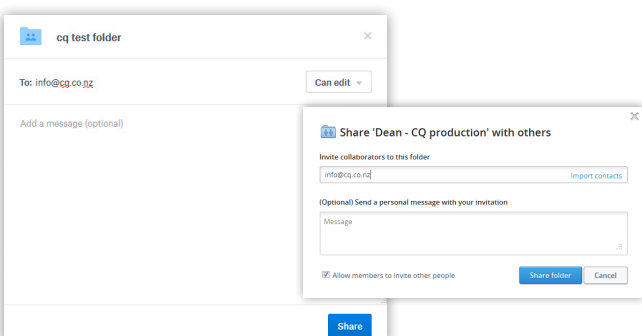 cq test folder
To: info@cq.co.nz
Can edit
Add a message (optional)
Share
Share 'Dean - CQ production' with others
Invite collaborators to this folder
info@cq.co.nz
Import contacts
(Optional) Send a personal message with your invitation
Message
Allow members to invite other people
Share folder
Cancel